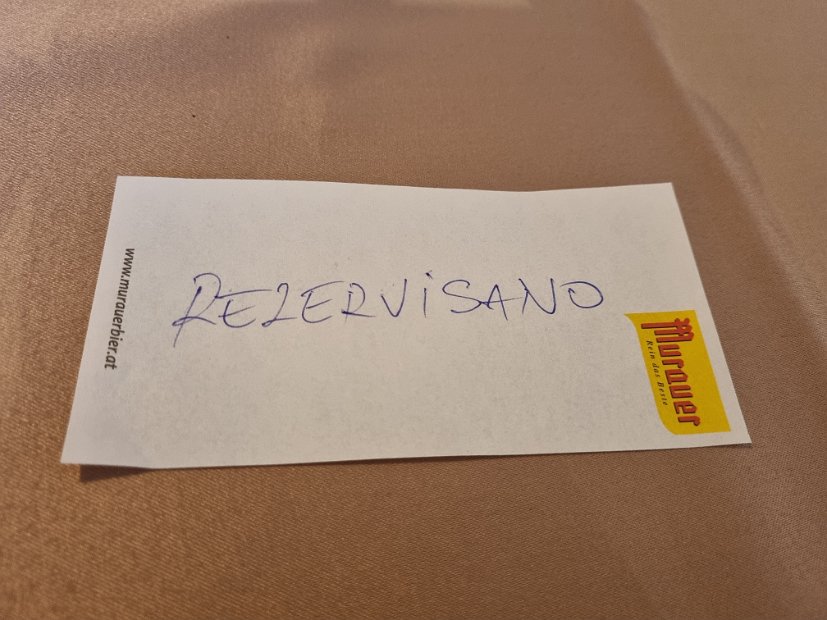 www.murauerbier.at
REZERViSANO
Murauer
Rein das Beste